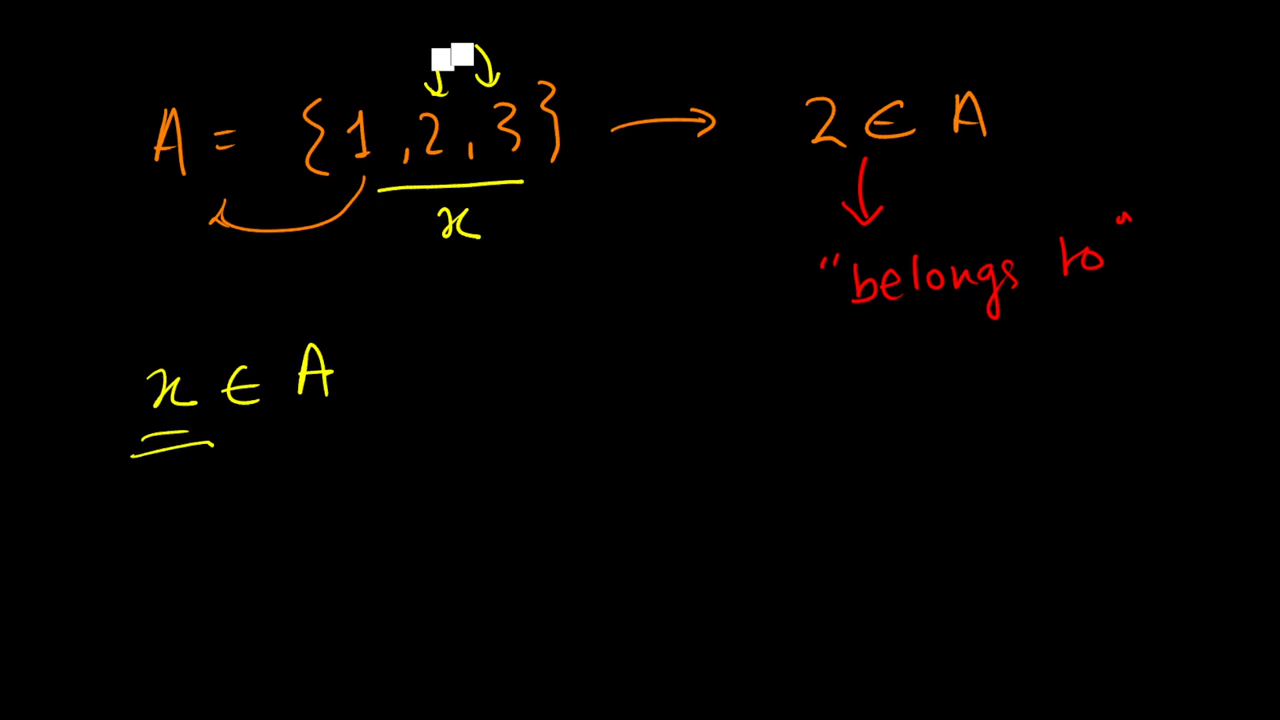 A = {1, 2, 3} → 2 ∈ A
x
"belongs to"
x ∈ A